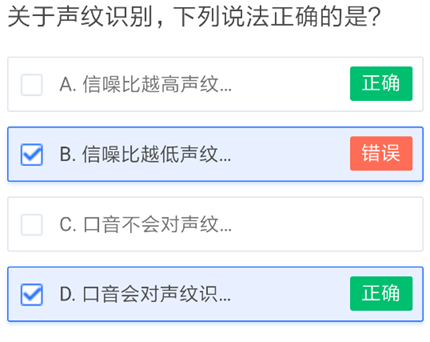 关于声纹识别，下列说法正确的是？
A. 信噪比越高声纹... 正确
B. 信噪比越低声纹... 错误
C. 口音不会对声纹...
D. 口音会对声纹识... 正确